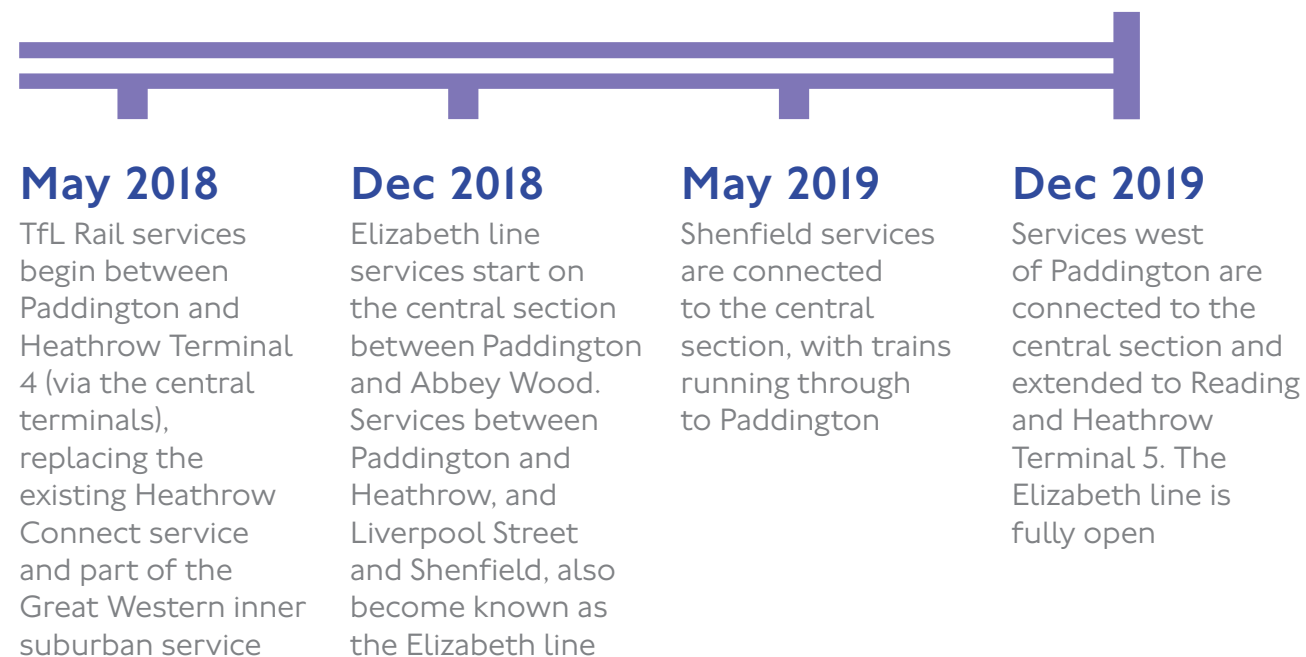 May 2018
TfL Rail services
begin between
Paddington and
Heathrow Terminal
4 (via the central
terminals),
replacing the
existing Heathrow
Connect service
and part of the
Great Western inner
suburban service
Dec 2018
Elizabeth line
services start on
the central section
between Paddington
and Abbey Wood.
Services between
Paddington and
Heathrow, and
Liverpool Street
and Shenfield, also
become known as
the Elizabeth line
May 2019
Shenfield services
are connected
to the central
section, with trains
running through
to Paddington
Dec 2019
Services west
of Paddington are
connected to the
central section and
extended to Reading
and Heathrow
Terminal 5. The
Elizabeth line is
fully open